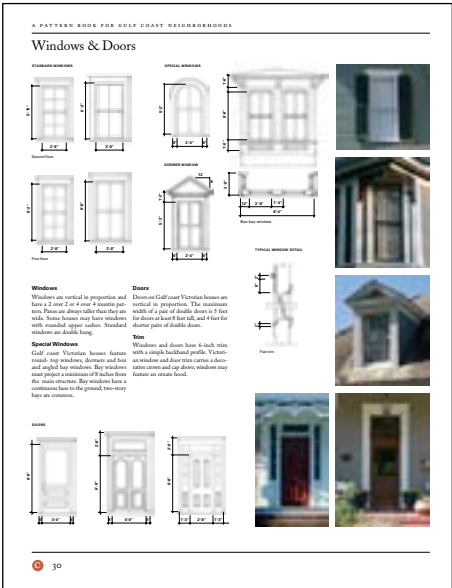 A PATTERN BOOK FOR GULF COAST NEIGHBORHOODS
Windows & Doors
STANDARD WINDOWS
Second floor
First floor
SPECIAL WINDOWS
DORMER WINDOW
12
Box bay window
TYPICAL WINDOW DETAIL
Flat trim
Windows
Windows are vertical in proportion and
have a 2 over 2 or 4 over 4 muntin pat-
tern. Panes are always taller than they are
wide. Some houses may have windows
with rounded upper sashes. Standard
windows are double hung.
Special Windows
Gulf coast Victorian houses feature
round- top windows, dormers and box
and angled bay windows. Bay windows
must project a minimum of 8 inches from
the main structure. Bay windows have a
continuous base to the ground; two-story
bays are common.
Doors
Doors on Gulf coast Victorian houses are
vertical in proportion. The maximum
width of a pair of double doors is 5 feet
for doors at least 8 feet tall, and 4 feet for
shorter pairs of double doors.
Trim
Windows and doors have 6-inch trim
with a simple backband profile. Victori-
an window and door trim carries a deco-
rative crown and cap above; windows may
feature an ornate hood.
DOORS
C 30